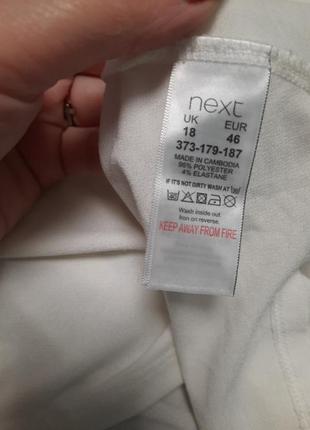 next
UK EUR
18 46
373-179-187
MADE IN CAMBODIA
96% POLYESTER
4% ELASTANE
IF IT'S NOT DIRTY WASH AT
Wash inside out
Iron on reverse.
KEEP AWAY FROM FIRE